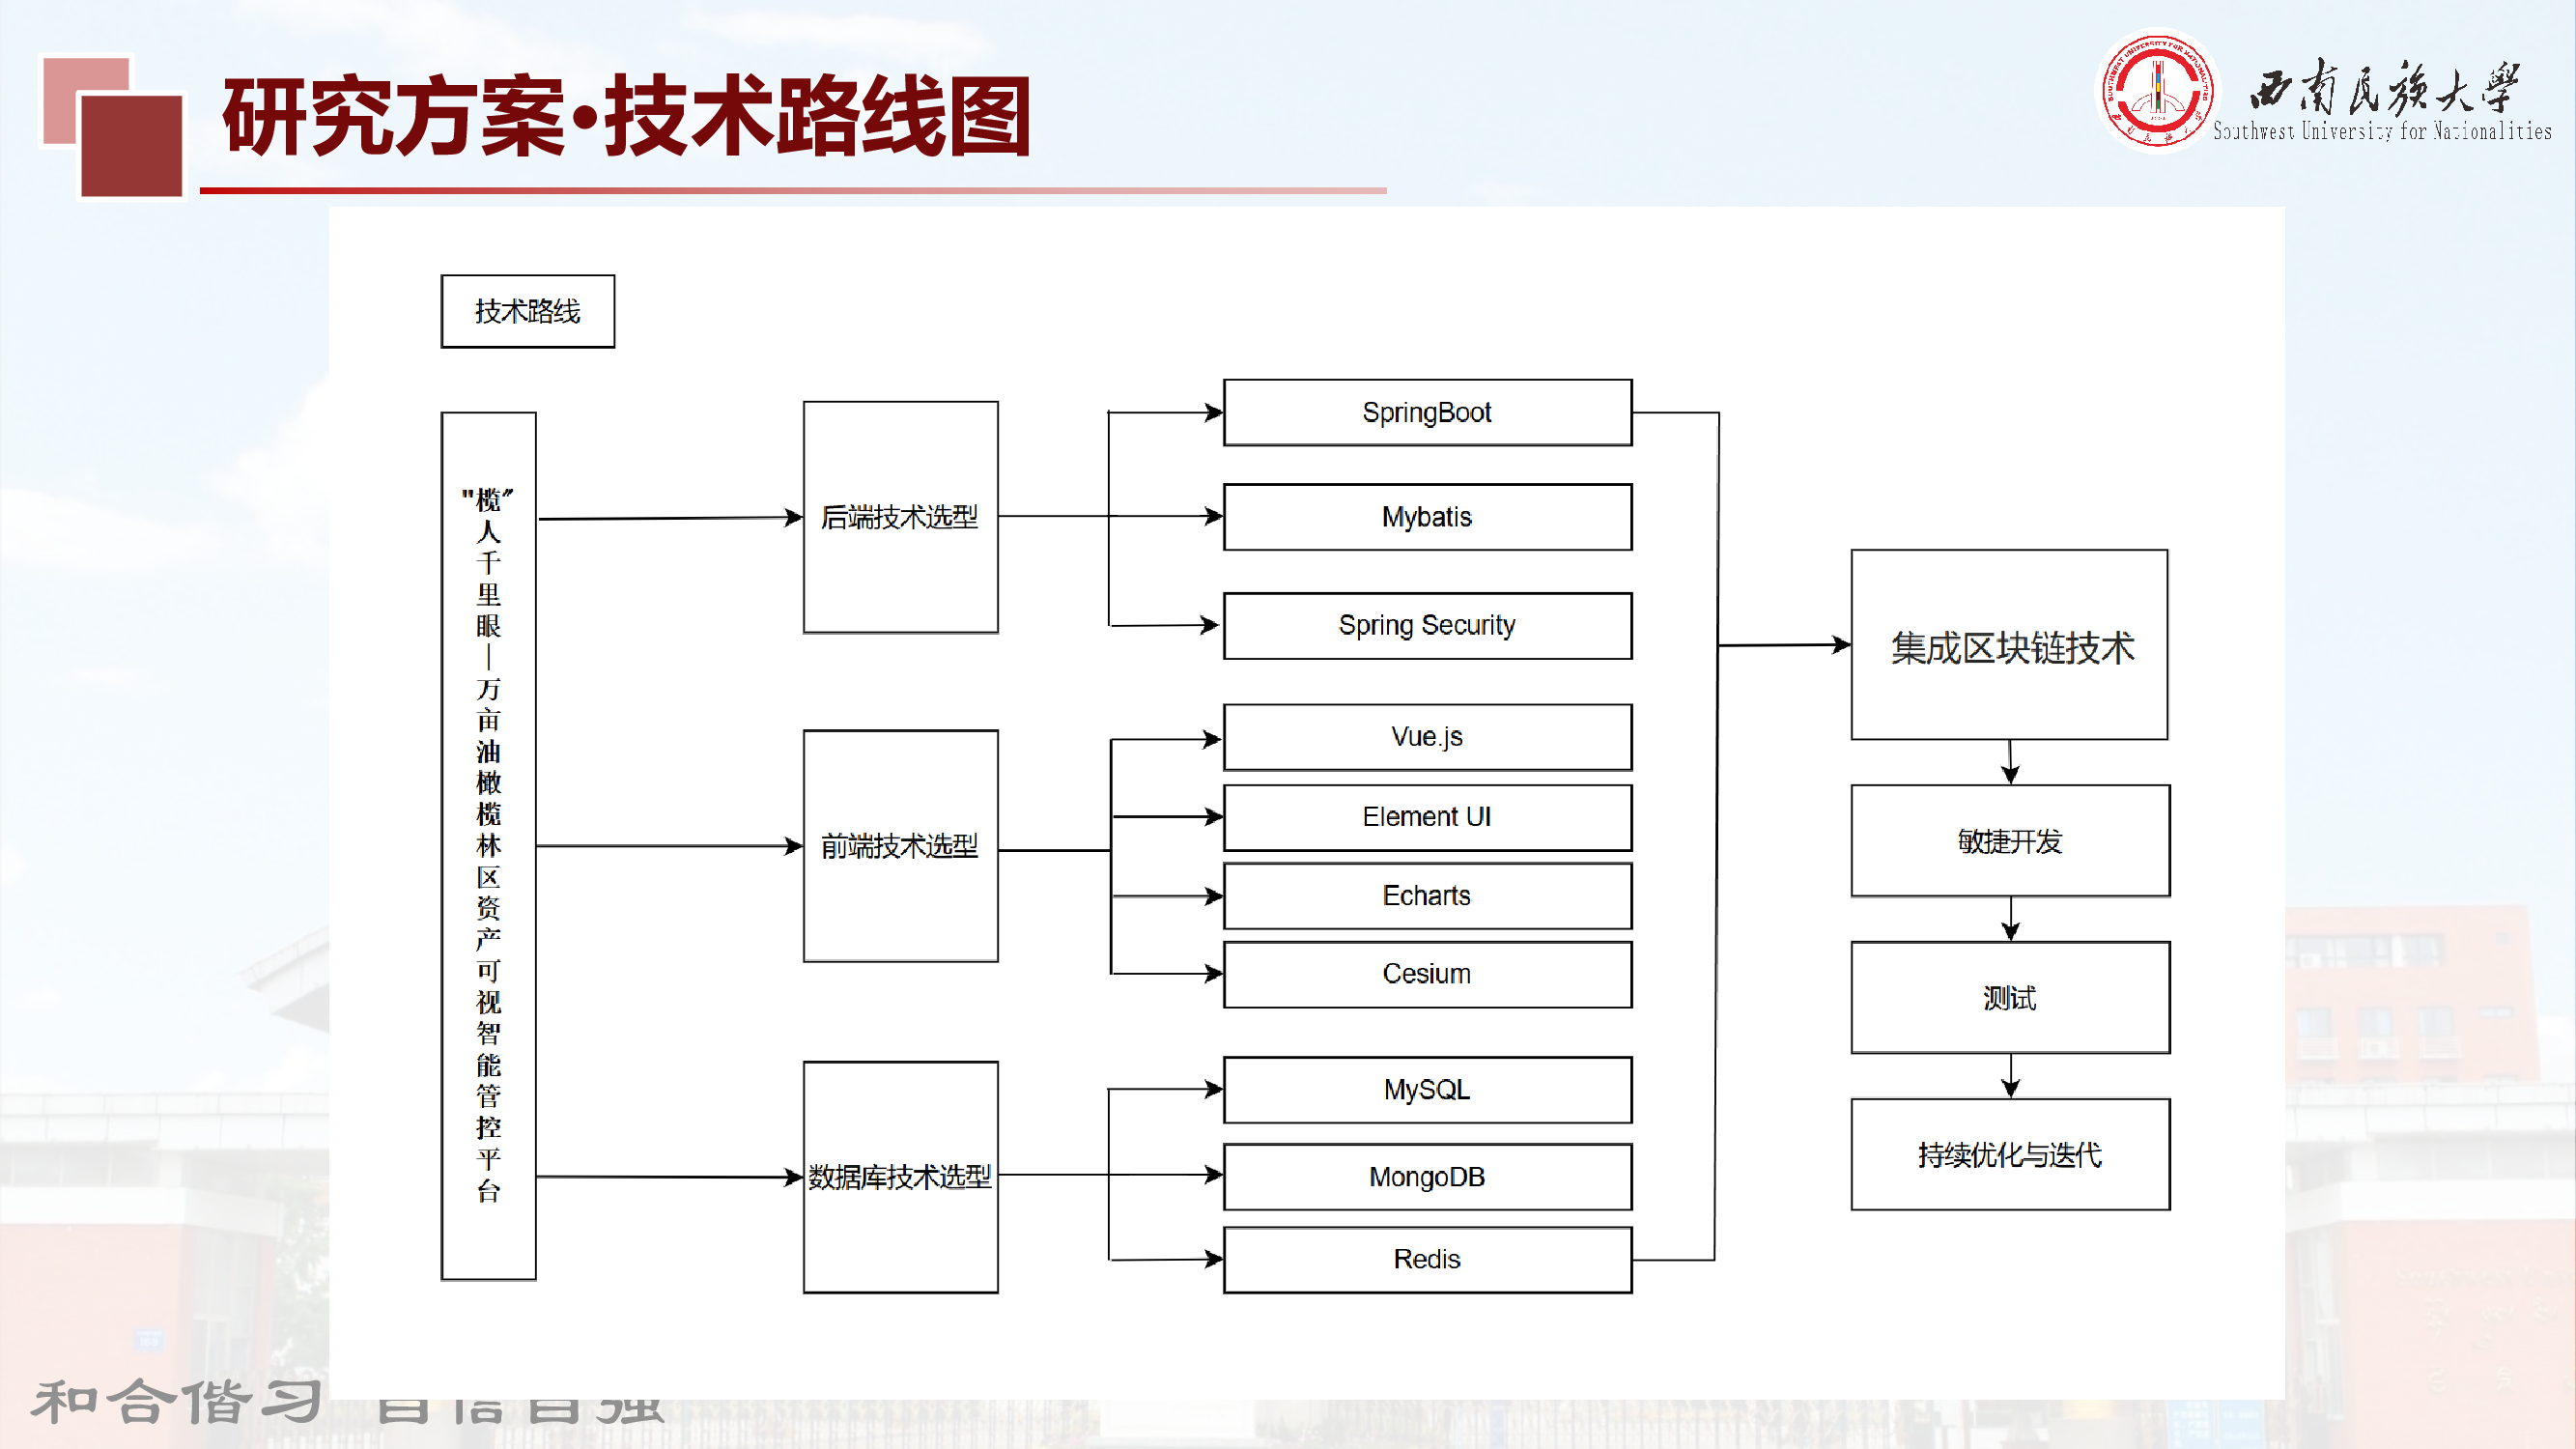 研究方案·技术路线图
西南民族大学
Southwest University for Nationalities
技术路线
"榄"人千里眼—万亩油橄榄林区资产可视智能管控平台
后端技术选型
SpringBoot
Mybatis
Spring Security
前端技术选型
Vue.js
Element UI
Echarts
Cesium
数据库技术选型
MySQL
MongoDB
Redis
集成区块链技术
敏捷开发
测试
持续优化与迭代
和合偕习 自信自强